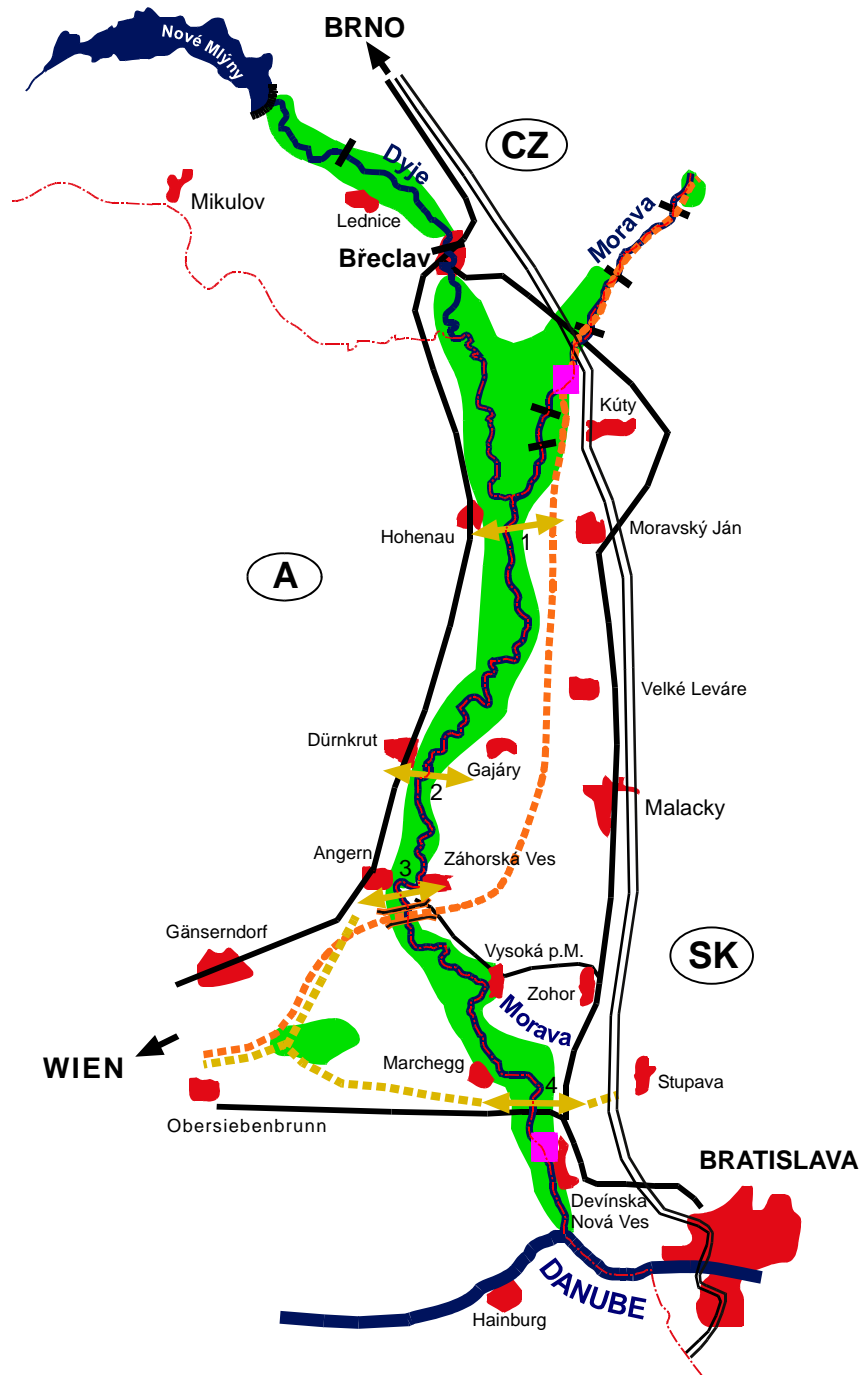 BRNO
Nové Mlýny
CZ
Dyje
Mikulov
Lednice
Morava
Břeclav
Kúty
Hohenau
1
Moravský Ján
A
Velké Leváre
Dürnkrut
Gajáry
2
Malacky
Angern
3
Záhorská Ves
Gänserndorf
Vysoká p.M.
SK
Zohor
Morava
WIEN
Marchegg
4
Stupava
Obersiebenbrunn
BRATISLAVA
Devínska
Nová Ves
DANUBE
Hainburg